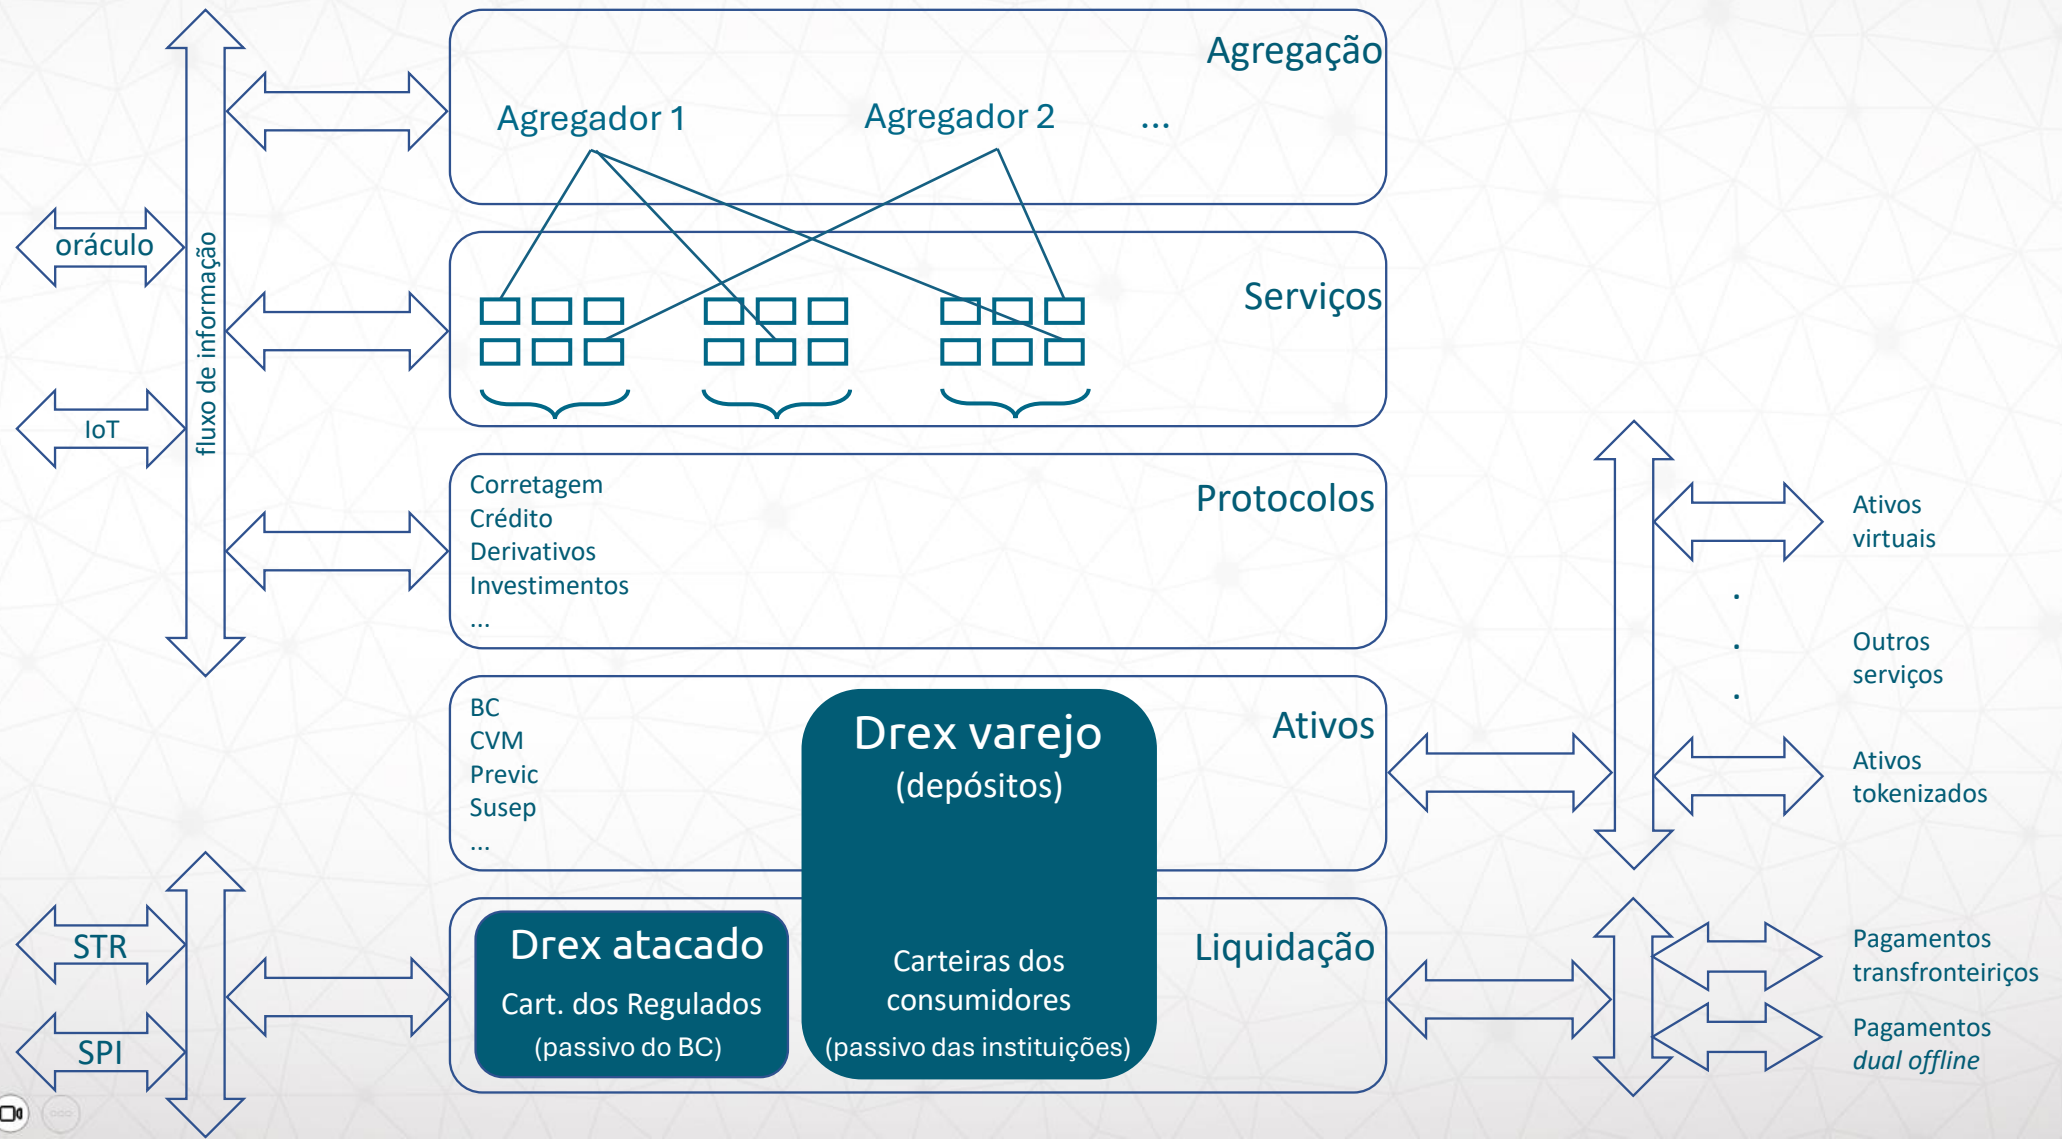 Agregação
Agregador 1
Agregador 2
...
oráculo
fluxo de informação
Serviços
IoT
Corretagem
Crédito
Derivativos
Investimentos
...
Protocolos
Ativos
virtuais
.
.
.
Outros
serviços
Ativos
tokenizados
BC
CVM
Previc
Susep
...
Drex varejo
(depósitos)
Ativos
STR
SPI
Drex atacado
Cart. dos Regulados
(passivo do BC)
Carteiras dos
consumidores
(passivo das instituições)
Liquidação
Pagamentos
transfronteiriços
Pagamentos
dual offline